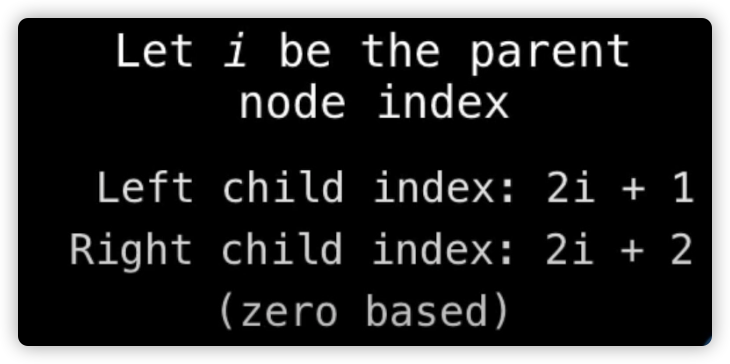 Let i be the parent
node index
Left child index: 2i + 1
Right child index: 2i + 2
(zero based)